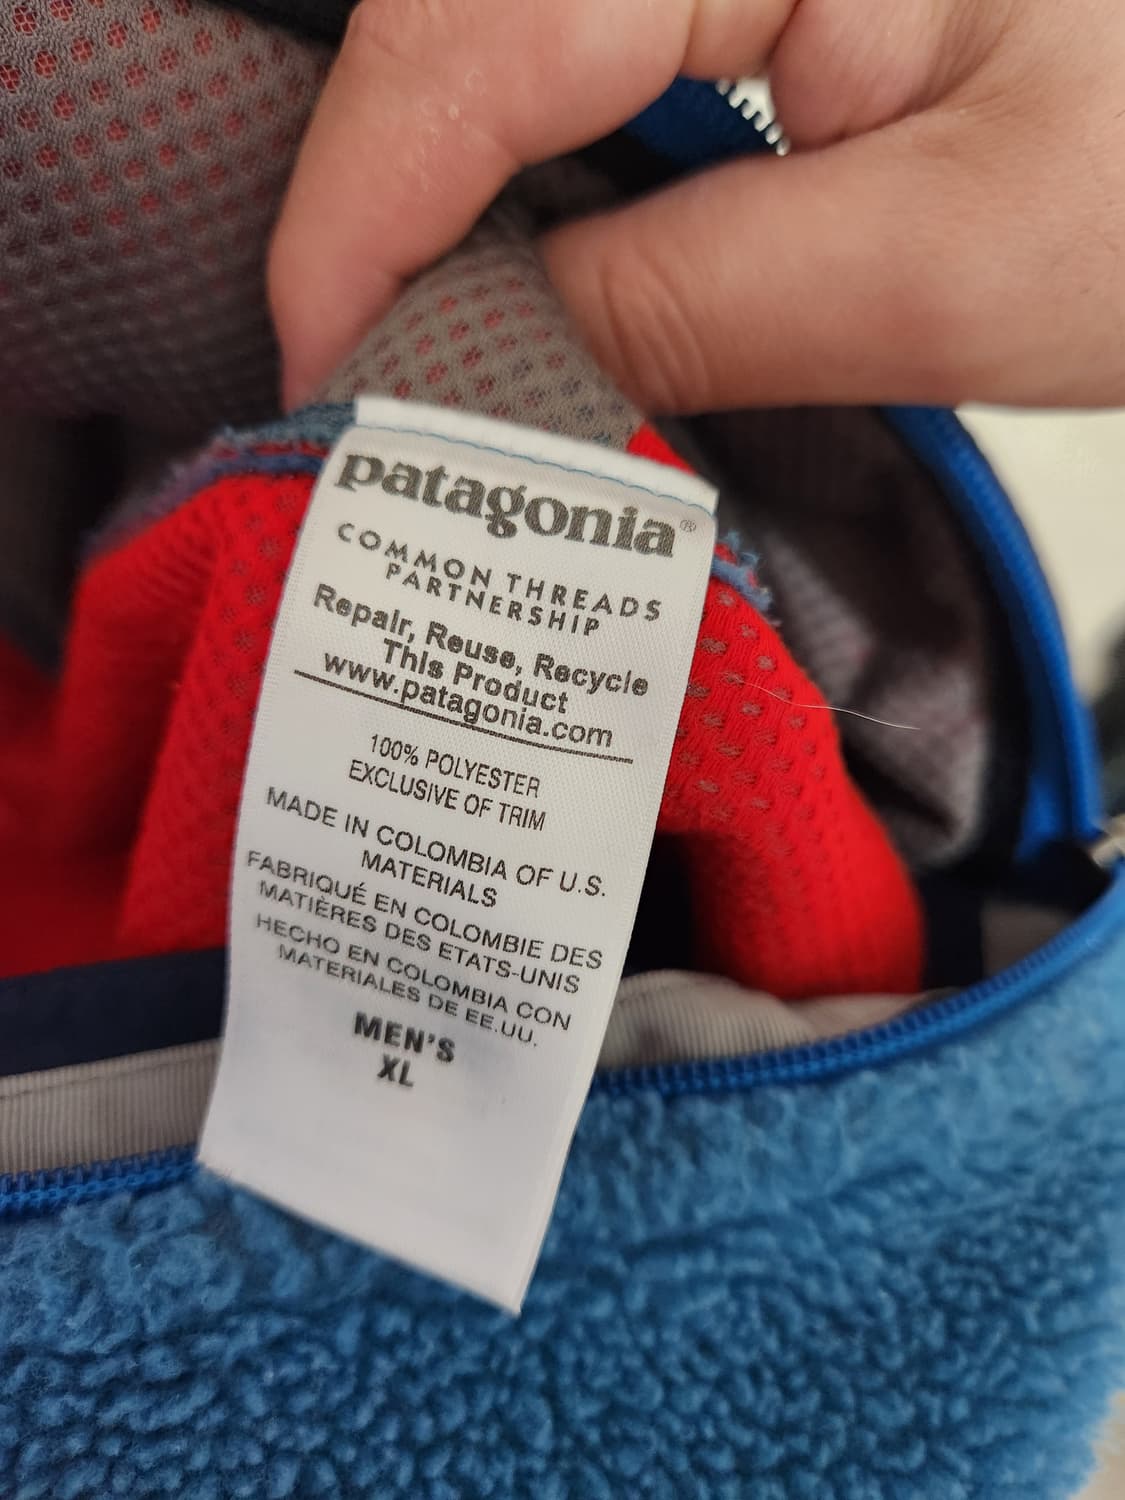 patagonia®
COMMON THREADS
PARTNERSHIP
Repair, Reuse, Recycle
This Product
www.patagonia.com
100% POLYESTER
EXCLUSIVE OF TRIM
MADE IN COLOMBIA OF U.S.
MATERIALS
FABRIQUÉ EN COLOMBIE DES
MATIÈRES DES ETATS-UNIS
HECHO EN COLOMBIA CON
MATERIALES DE EE.UU.
MEN'S
XL